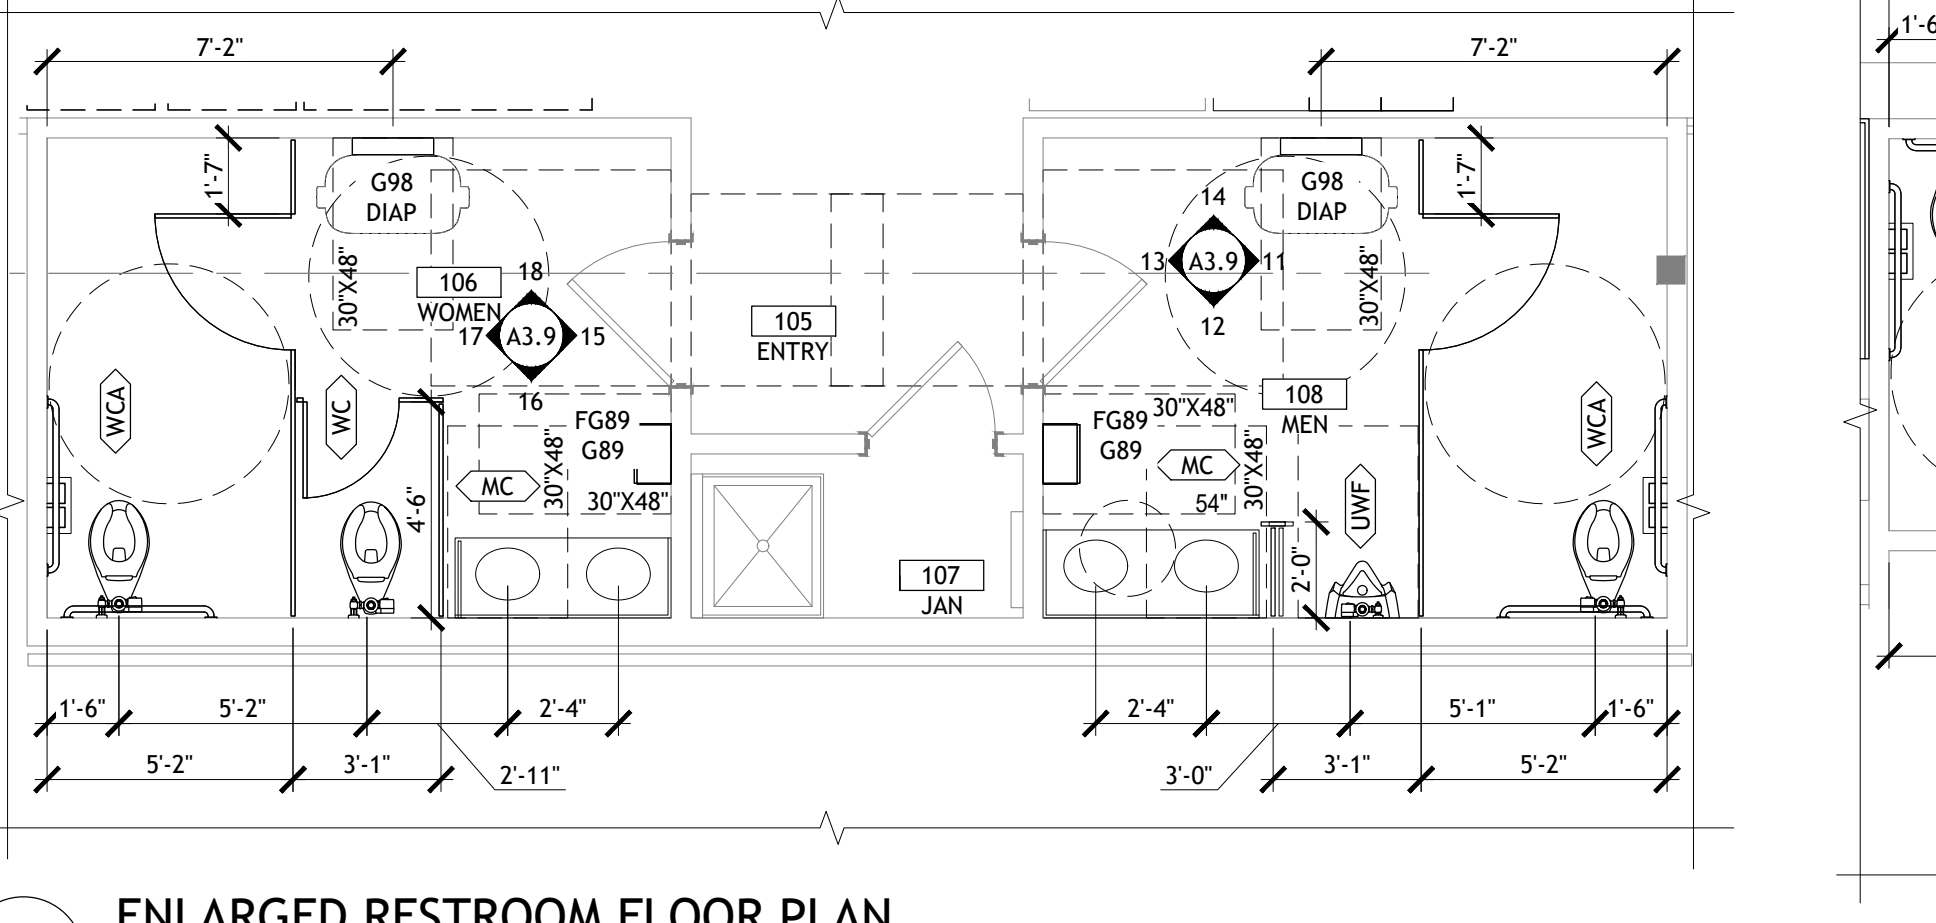 7'-2"
7'-2"
1'-6
1'-7"
G98
DIAP
14
G98
DIAP
1'-7"
30"X48"
106
WOMEN
18
17
A3.9
15
16
105
ENTRY
13
A3.9
11
12
30"X48"
WCA
WC
4'-6"
FG89
G89
MC
30"X48"
30"X48"
FG89
G89
30"X48"
108
MEN
MC
54"
30"X48"
UWF
WCA
107
JAN
2'-0"
1'-6"
5'-2"
2'-4"
2'-4"
5'-1"
1'-6"
5'-2"
3'-1"
2'-11"
3'-0"
3'-1"
5'-2"
ENLARGED RESTROOM FLOOR PLAN